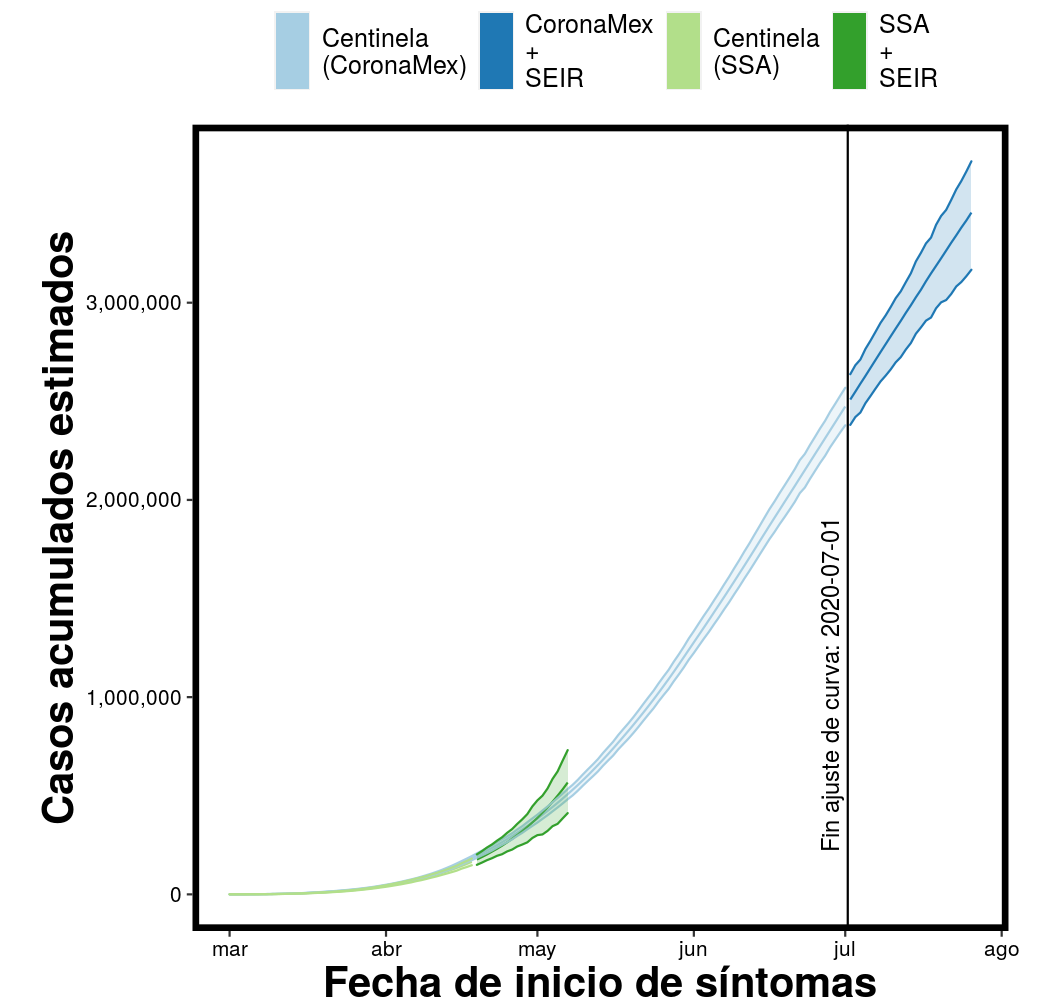 Centinela
(CoronaMex)
CoronaMex
+
SEIR
Centinela
(SSA)
SSA
+
SEIR
Casos acumulados estimados
3,000,000
2,000,000
1,000,000
0
Fin ajuste de curva: 2020-07-01
mar abr may jun jul ago
Fecha de inicio de síntomas